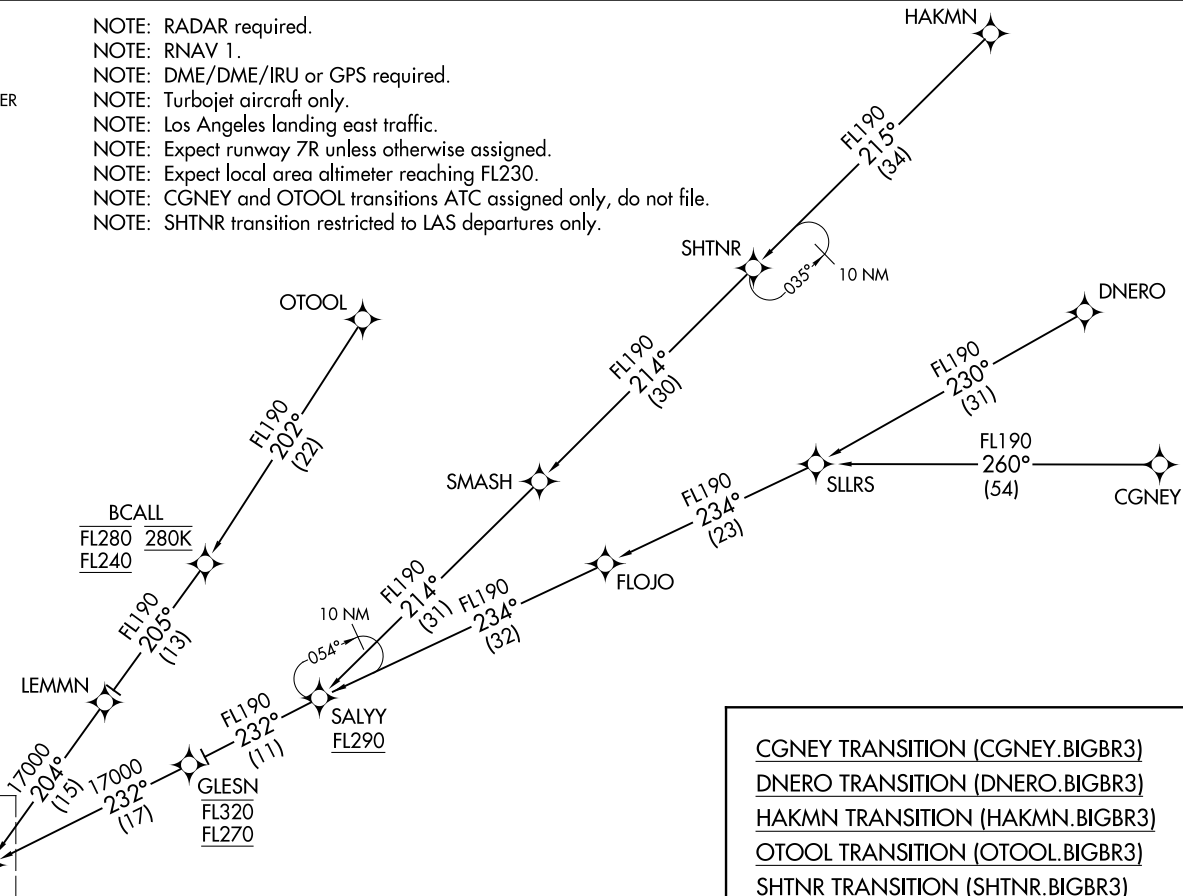 NOTE: RADAR required.
NOTE: RNAV 1.
NOTE: DME/DME/IRU or GPS required.
ER
NOTE: Turbojet aircraft only.
NOTE: Los Angeles landing east traffic.
NOTE: Expect runway 7R unless otherwise assigned.
NOTE: Expect local area altimeter reaching FL230.
NOTE: CGNEY and OTOOL transitions ATC assigned only, do not file.
NOTE: SHTNR transition restricted to LAS departures only.
HAKMN
FL190
215°
(34)
SHTNR
035°
10 NM
DNERO
OTOOL
FL190
214°
(30)
FL190
230°
(31)
FL190
202°
(22)
FL190
260°
(54)
SMASH
SLLRS
CGNEY
FL190
234°
(23)
BCALL
FL280 280K
FL240
FLOJO
FL190
214°
(31)
FL190
234°
(32)
FL190
205°
(13)
10 NM
054°
LEMMN
SALYY
FL290
FL190
232°
(11)
17000
204°
(15)
17000
232°
(17)
GLESN
FL320
FL270
CGNEY TRANSITION (CGNEY.BIGBR3)
DNERO TRANSITION (DNERO.BIGBR3)
HAKMN TRANSITION (HAKMN.BIGBR3)
OTOOL TRANSITION (OTOOL.BIGBR3)
SHTNR TRANSITION (SHTNR.BIGBR3)